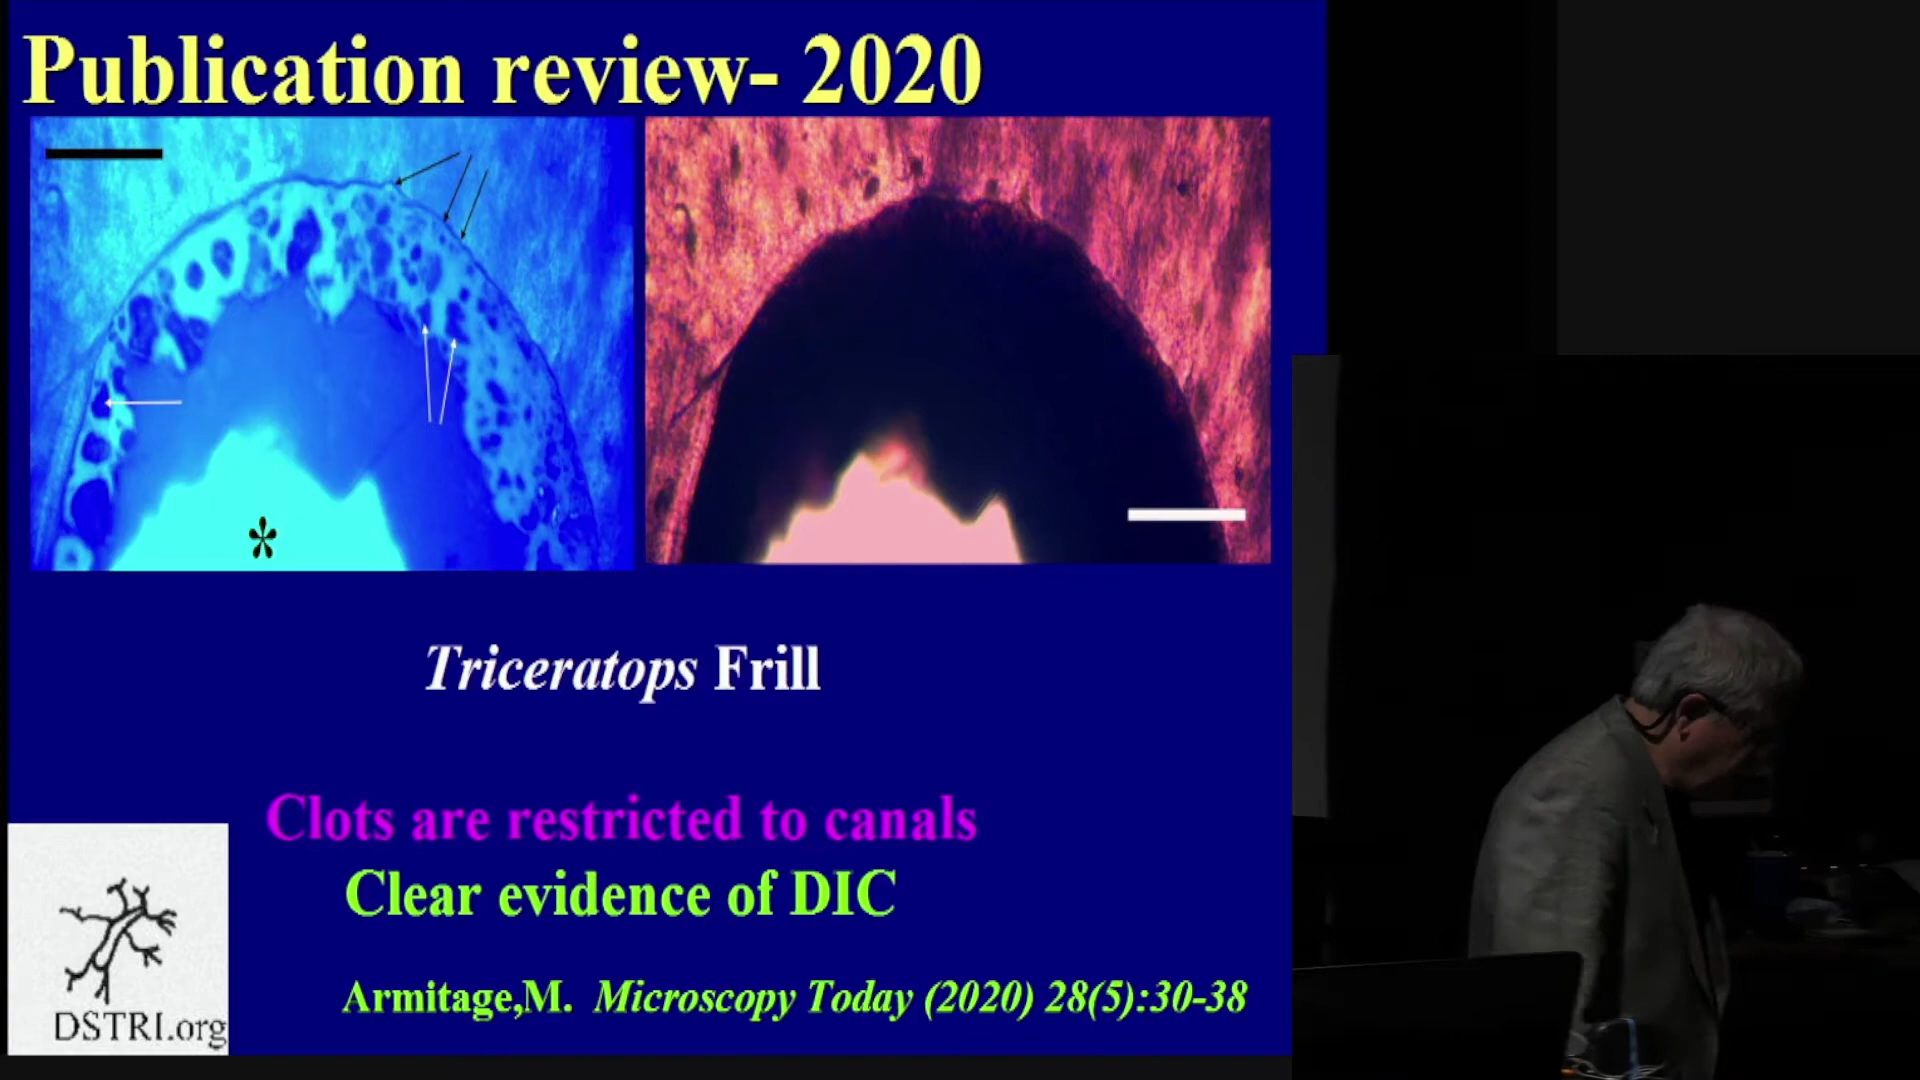 Publication review- 2020
*
Triceratops Frill
Clots are restricted to canals
Clear evidence of DIC
Armitage,M. Microscopy Today (2020) 28(5):30-38
DSTRI.org